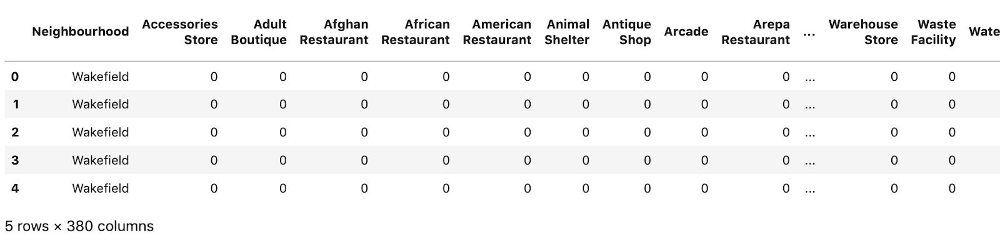 Neighbourhood Accessories Store Adult Boutique Afghan Restaurant African Restaurant American Restaurant Animal Shelter Antique Shop Arcade Arepa Restaurant ... Warehouse Store Waste Facility Wate
0 Wakefield 0 0 0 0 0 0 0 0 0 ... 0 0
1 Wakefield 0 0 0 0 0 0 0 0 0 ... 0 0
2 Wakefield 0 0 0 0 0 0 0 0 0 ... 0 0
3 Wakefield 0 0 0 0 0 0 0 0 0 ... 0 0
4 Wakefield 0 0 0 0 0 0 0 0 0 ... 0 0
5 rows × 380 columns